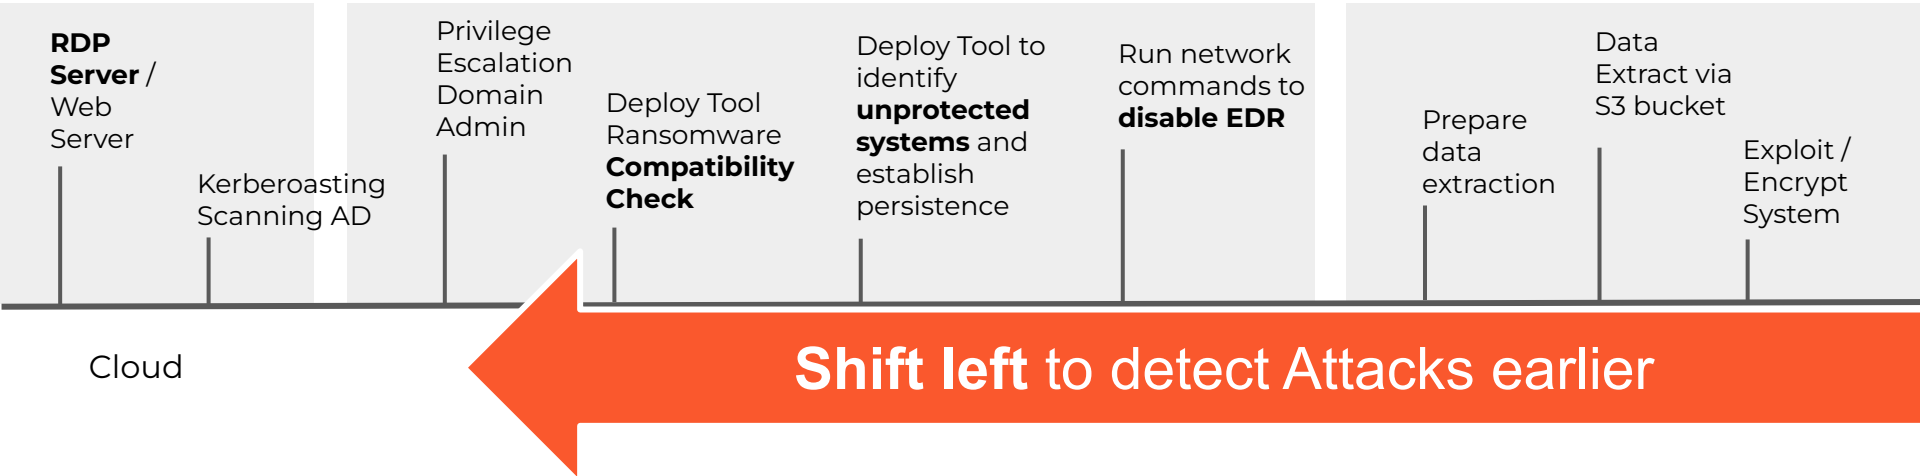 RDP
Server /
Web
Server
Kerberoasting
Scanning AD
Privilege
Escalation
Domain
Admin
Deploy Tool
Ransomware
Compatibility
Check
Deploy Tool to
identify
unprotected
systems and
establish
persistence
Run network
commands to
disable EDR
Prepare
data
extraction
Data
Extract via
S3 bucket
Exploit /
Encrypt
System
Cloud
Shift left to detect Attacks earlier